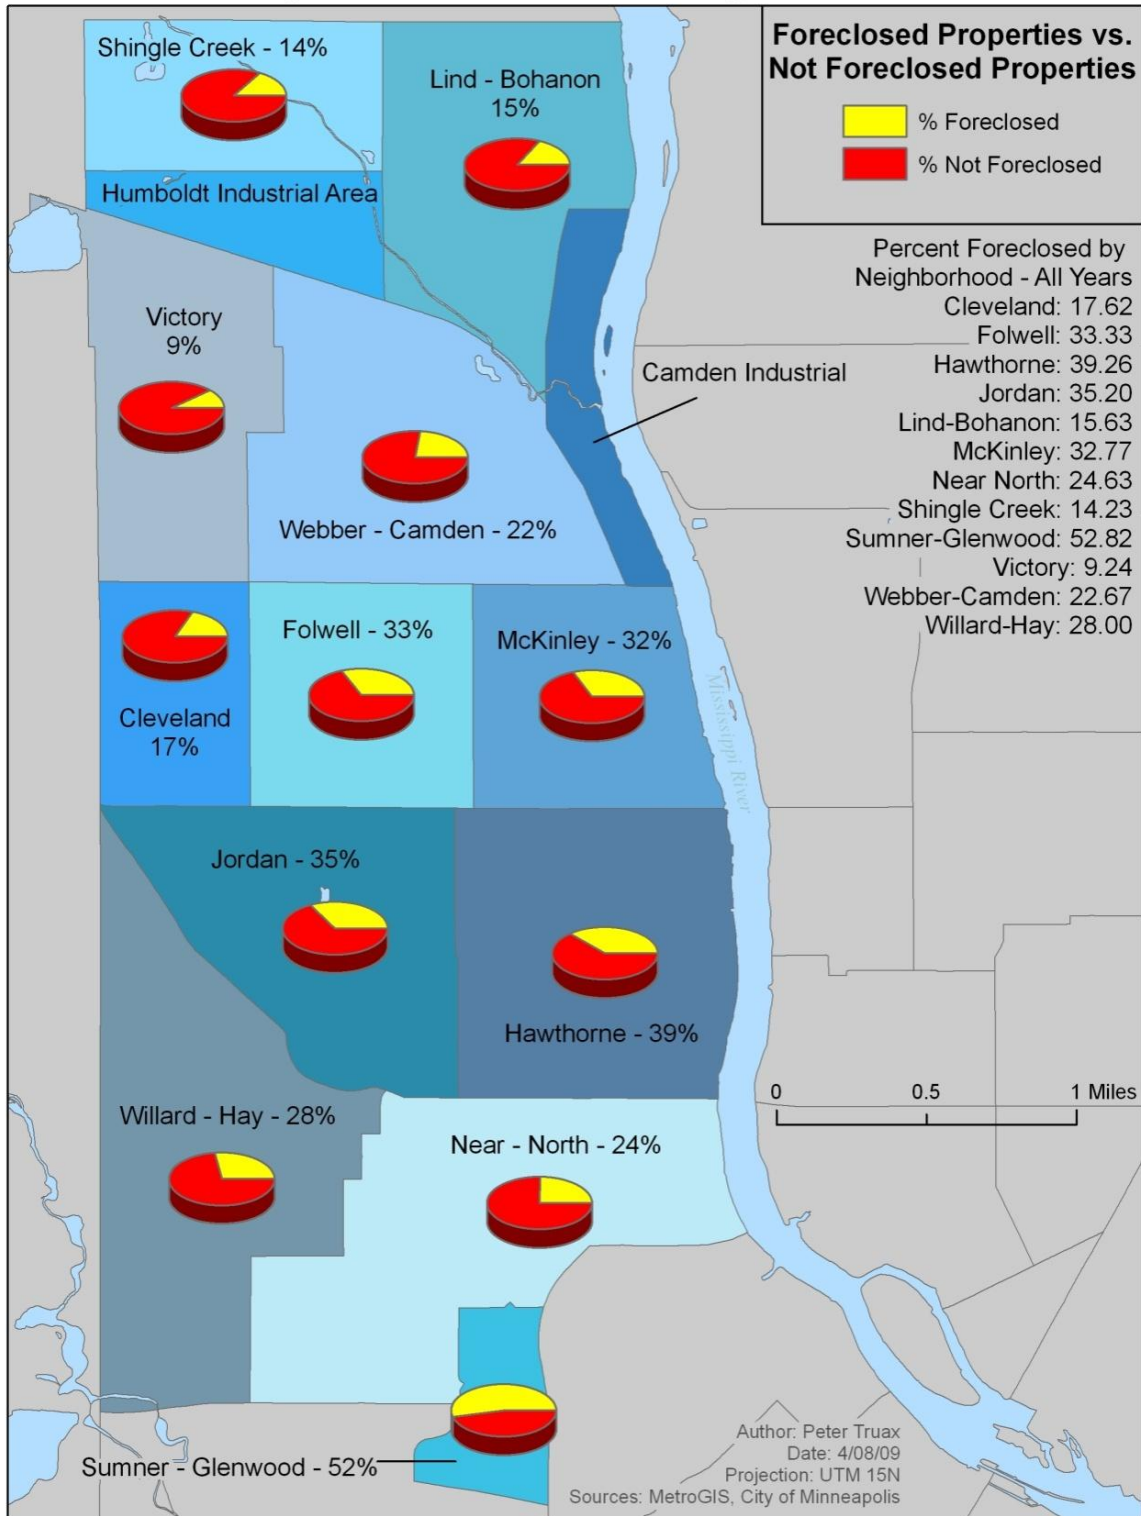 Foreclosed Properties vs.
Not Foreclosed Properties
% Foreclosed
% Not Foreclosed
Percent Foreclosed by
Neighborhood - All Years
Cleveland: 17.62
Folwell: 33.33
Hawthorne: 39.26
Jordan: 35.20
Lind-Bohanon: 15.63
McKinley: 32.77
Near North: 24.63
Shingle Creek: 14.23
Sumner-Glenwood: 52.82
Victory: 9.24
Webber-Camden: 22.67
Willard-Hay: 28.00
Shingle Creek - 14%
Lind - Bohanon
15%
Humboldt Industrial Area
Victory
9%
Camden Industrial
Webber - Camden - 22%
Folwell - 33%
McKinley - 32%
Cleveland
17%
Mississippi River
Jordan - 35%
Hawthorne - 39%
0 0.5 1 Miles
Willard - Hay - 28%
Near - North - 24%
Sumner - Glenwood - 52%
Author: Peter Truax
Date: 4/08/09
Projection: UTM 15N
Sources: MetroGIS, City of Minneapolis